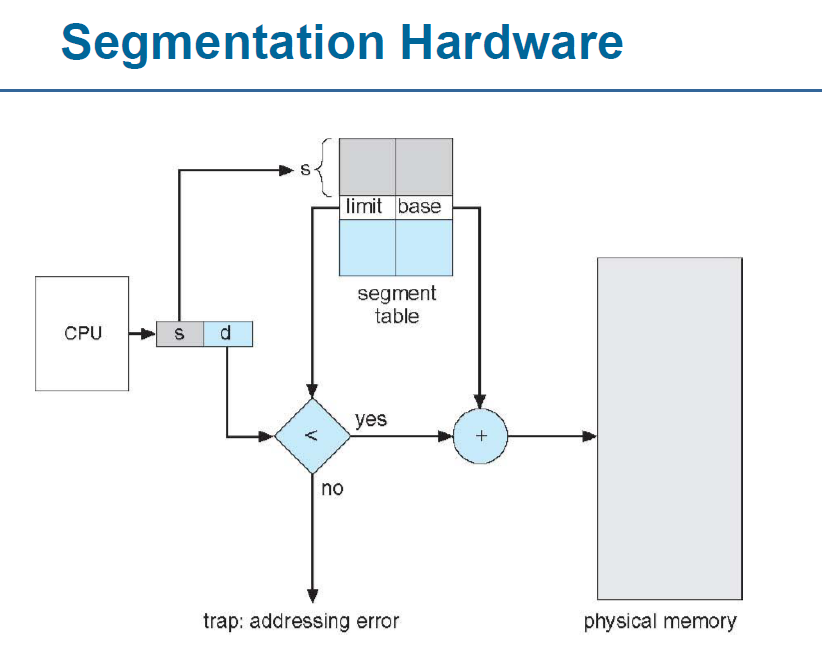 Segmentation Hardware
s
limit base
segment
table
CPU
s d
<
yes
+
no
trap: addressing error
physical memory